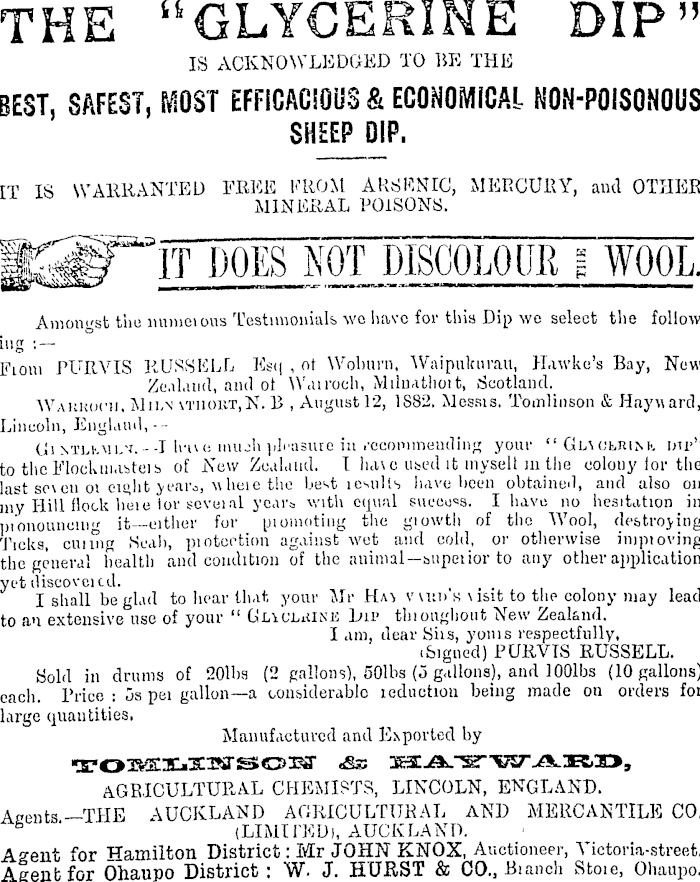 THE "GLYCERINE DIP"
IS ACKNOWLEDGED TO BE THE
BEST, SAFEST, MOST EFFICACIOUS & ECONOMICAL NON-POISONOUS
SHEEP DIP.
IT IS WARRANTED FREE FROM ARSENIC, MERCURY, and OTHER
MINERAL POISONS.
IT DOES NOT DISCOLOUR THE WOOL.
Amongst the numerous Testimonials we have for this Dip we select the follow
ing :—
From PURVIS RUSSELL Esq , of Woburn, Waipukurau, Hawke's Bay, New
Zealand, and of Warroch, Milnathort, Scotland.
WARROCH, MILNATHORT, N. B , August 12, 1882. Messrs. Tomlinson & Hayward,
Lincoln, England,--
GENTLEMEN.--I have much pleasure in recommending your "GLYCERINE DIP"
to the Flockmasters of New Zealand. I have used it myself in the colony for the
last seven or eight years, where the best results have been obtained, and also on
my Hill flock here for several years with equal success. I have no hesitation in
pronouncing it—either for promoting the growth of the Wool, destroying
Ticks, curing Scab, protection against wet and cold, or otherwise improving
the general health and condition of the animal—superior to any other application
yet discovered.
I shall be glad to hear that your Mr HAYWARD'S visit to the colony may lead
to an extensive use of your "GLYCERINE DIP throughout New Zealand.
I am, dear Sirs, yours respectfully,
(Signed) PURVIS RUSSELL.
Sold in drums of 20lbs (2 gallons), 50lbs (5 gallons), and 100lbs (10 gallons)
each. Price : 5s per gallon—a considerable reduction being made on orders for
large quantities.
Manufactured and Exported by
TOMLINSON & HAYWARD,
AGRICULTURAL CHEMISTS, LINCOLN, ENGLAND.
Agents.—THE AUCKLAND AGRICULTURAL AND MERCANTILE CO.
(LIMITED), AUCKLAND.
Agent for Hamilton District : Mr JOHN KNOX, Auctioneer, Victoria-street,
Agent for Ohaupo District : W. J. HURST & CO., Branch Store, Ohaupo.